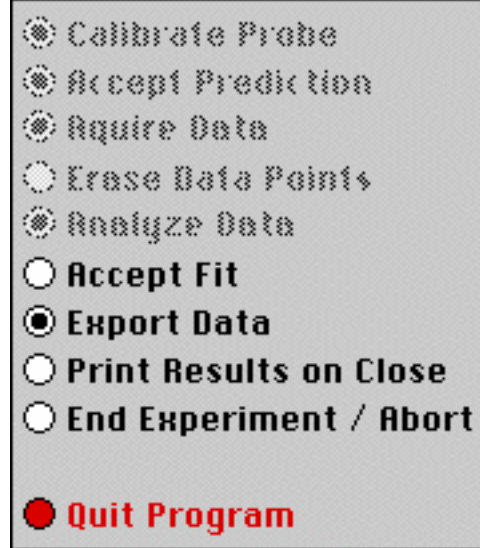 Calibrate Probe
Accept Prediction
Aquire Data
Erase Data Points
Analyze Data
Accept Fit
Export Data
Print Results on Close
End Experiment / Abort
Quit Program